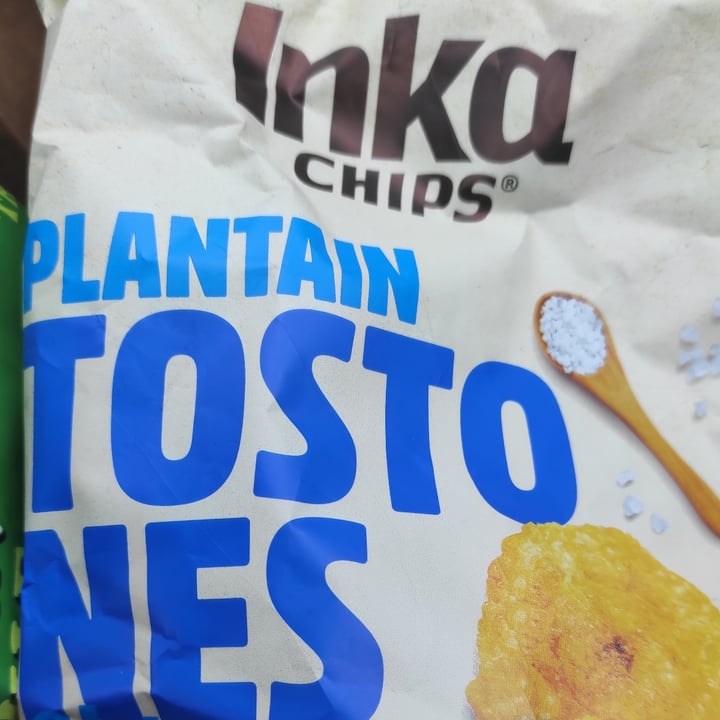 Inka
CHIPS®
PLANTAIN
TOSTO
NES